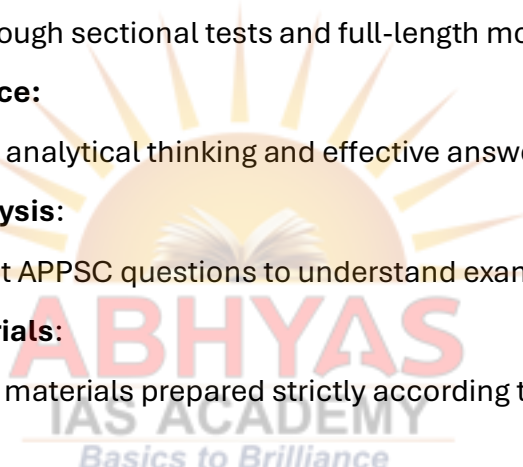 ough sectional tests and full-length mo
ce:
analytical thinking and effective answe
ysis:
t APPSC questions to understand exam
rials:
ABHYAS
materials prepared strictly according t
IAS ACADEMY
Basics to Brilliance